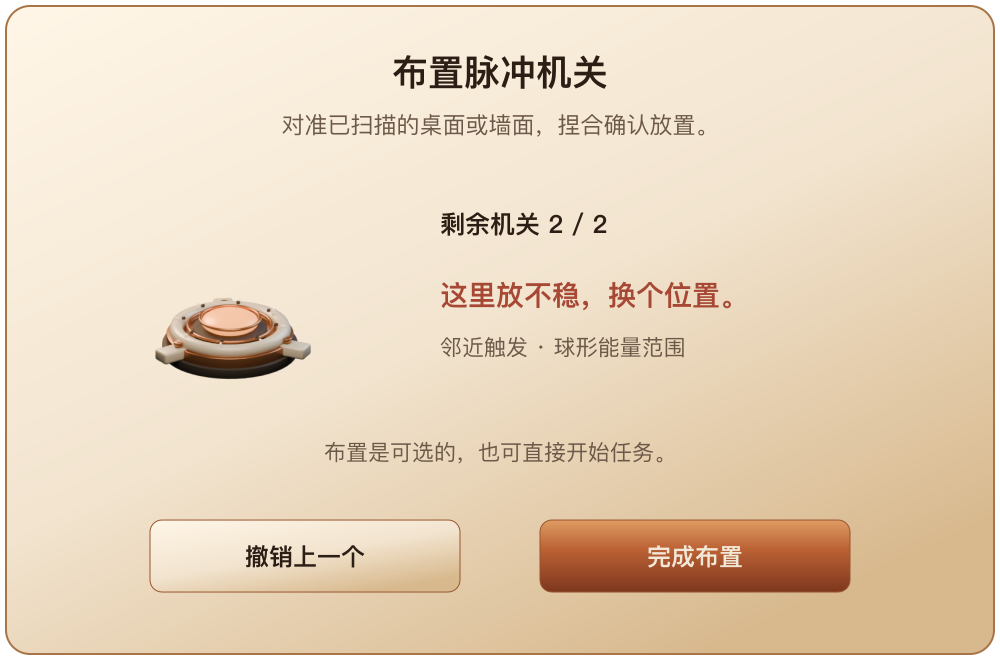 布置脉冲机关
对准已扫描的桌面或墙面，捏合确认放置。
剩余机关 2 / 2
这里放不稳，换个位置。
邻近触发 · 球形能量范围
布置是可选的，也可直接开始任务。
撤销上一个
完成布置